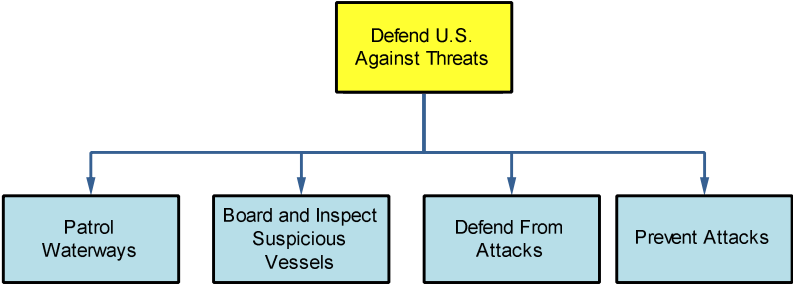 Defend U.S.
Against Threats
Patrol
Waterways
Board and Inspect
Suspicious
Vessels
Defend From
Attacks
Prevent Attacks